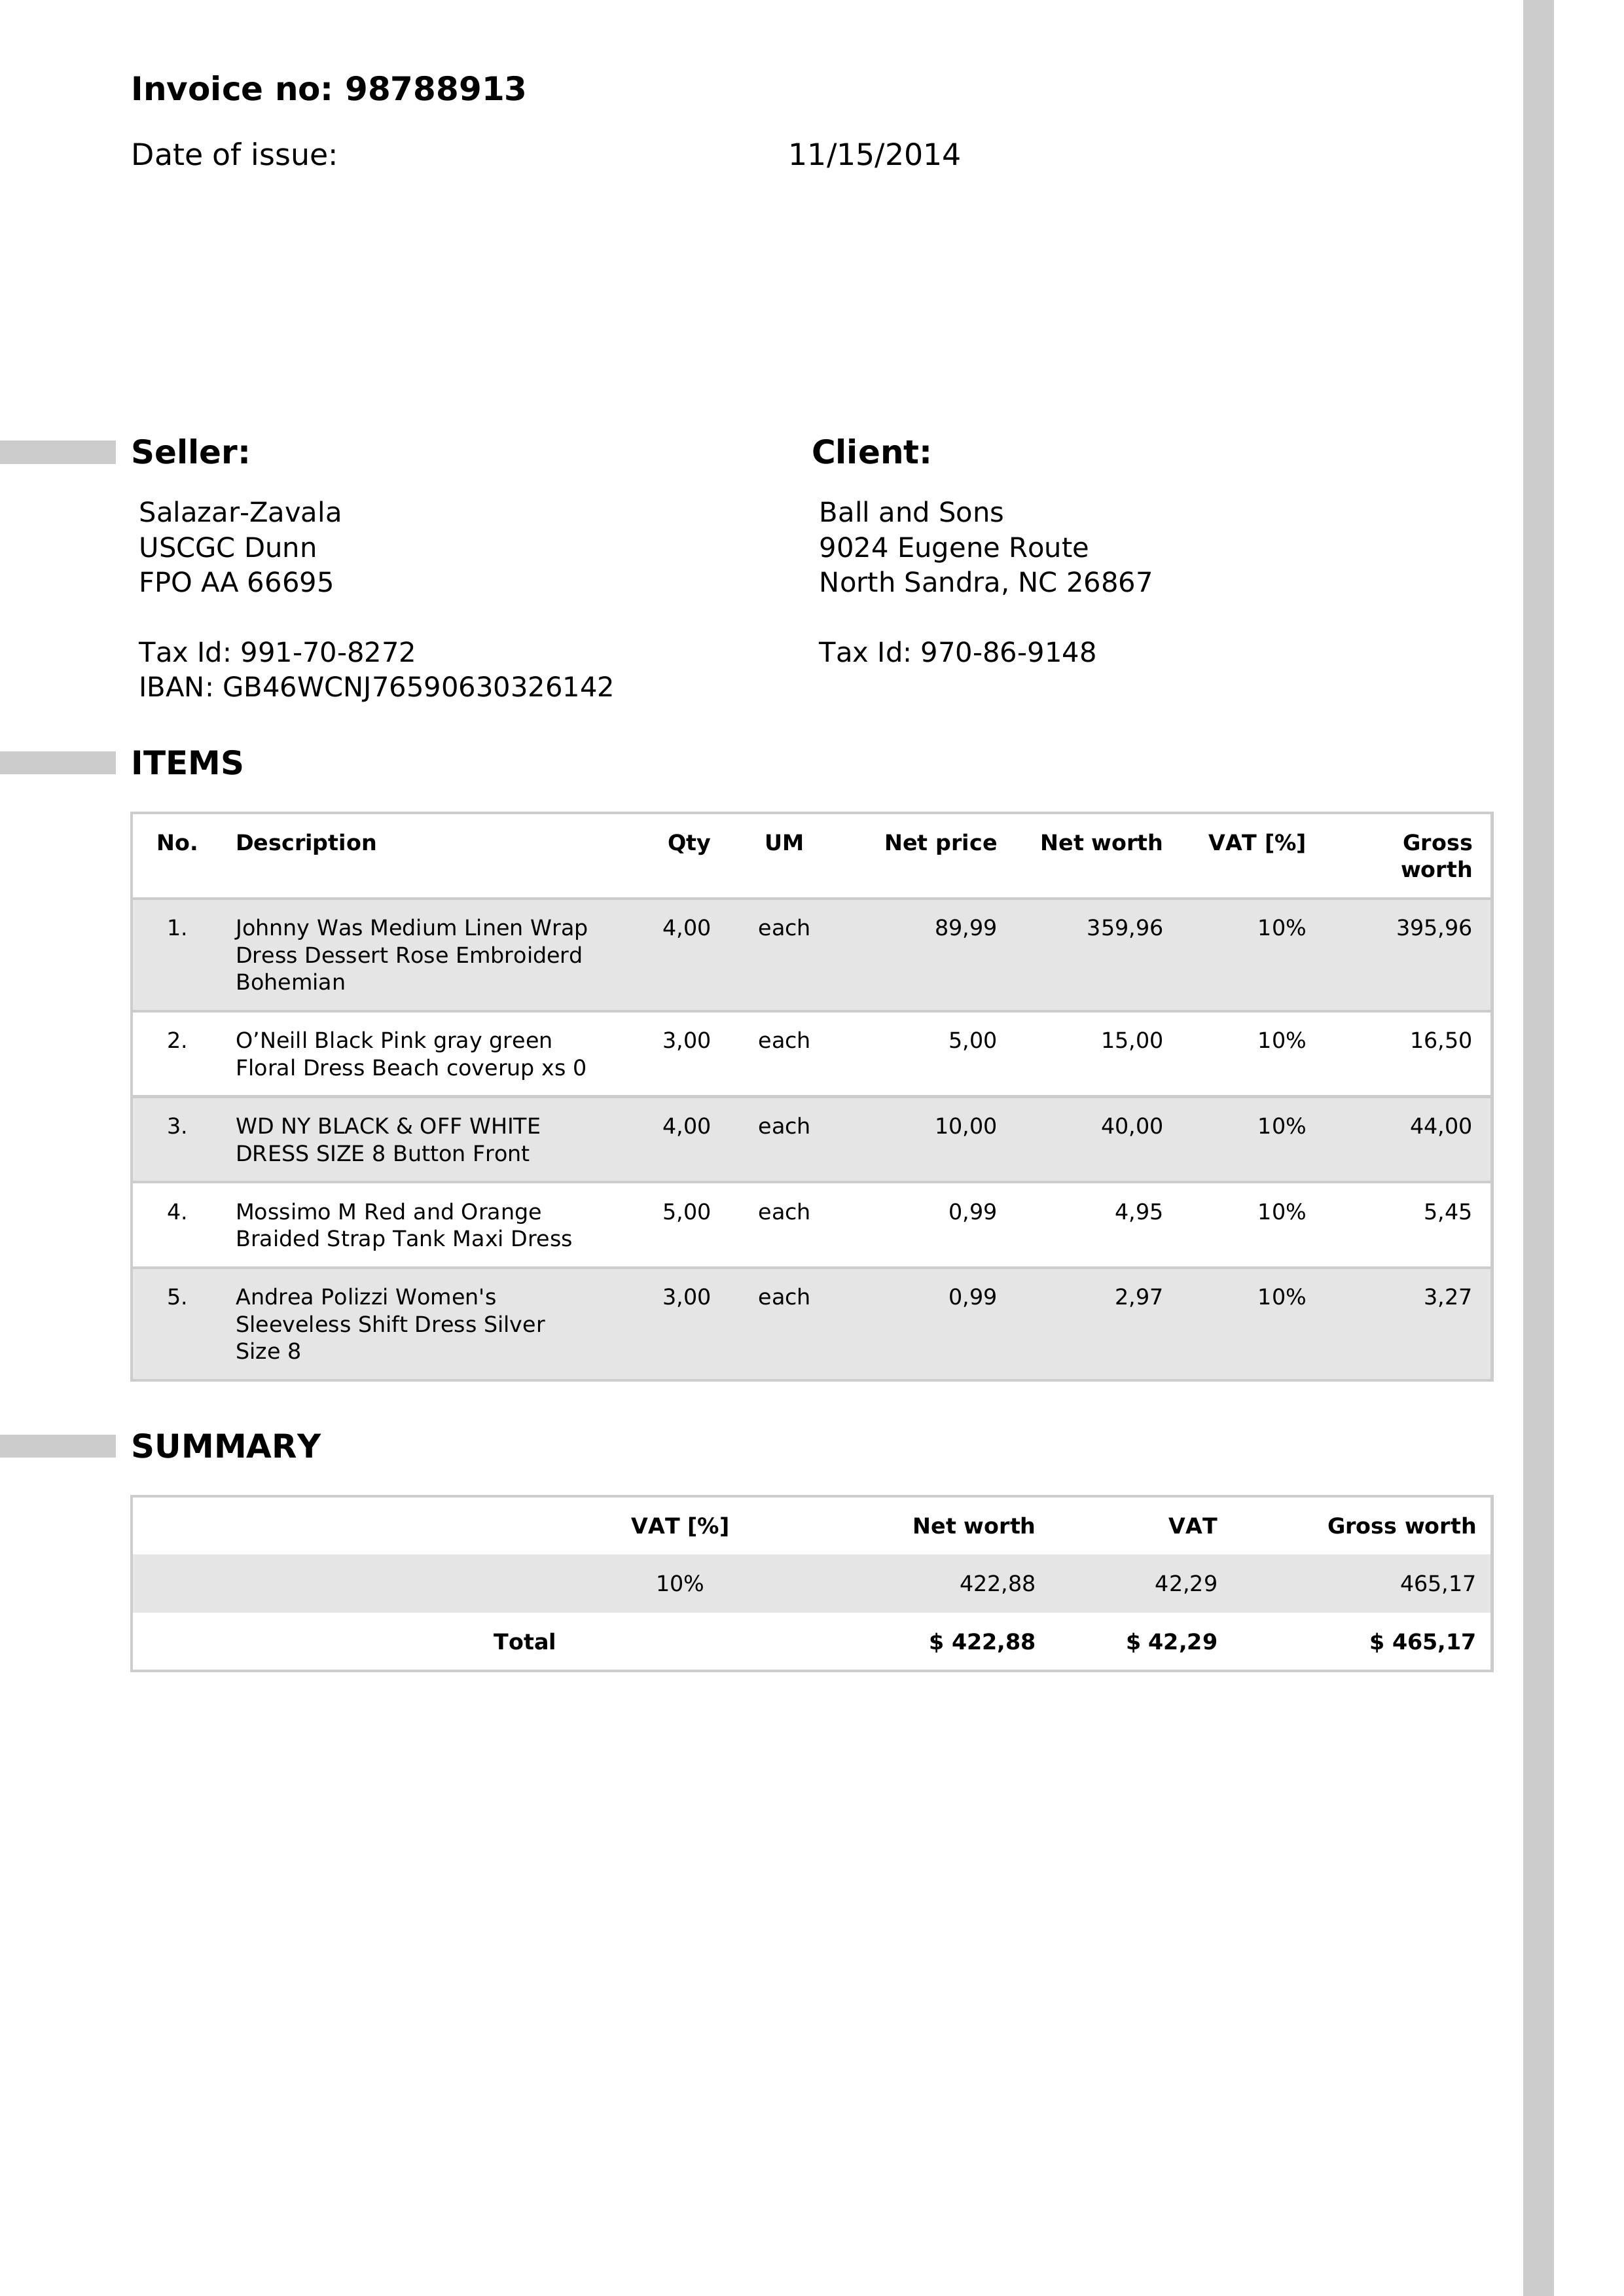 Invoice no: 98788913
Date of issue: 11/15/2014
Seller:
Salazar-Zavala
USCGC Dunn
FPO AA 66695
Tax Id: 991-70-8272
IBAN: GB46WCNJ76590630326142
Client:
Ball and Sons
9024 Eugene Route
North Sandra, NC 26867
Tax Id: 970-86-9148
ITEMS
No. Description Qty UM Net price Net worth VAT [%] Gross
worth
1. Johnny Was Medium Linen Wrap 4,00 each 89,99 359,96 10% 395,96
Dress Dessert Rose Embroiderd
Bohemian
2. O’Neill Black Pink gray green 3,00 each 5,00 15,00 10% 16,50
Floral Dress Beach coverup xs 0
3. WD NY BLACK & OFF WHITE 4,00 each 10,00 40,00 10% 44,00
DRESS SIZE 8 Button Front
4. Mossimo M Red and Orange 5,00 each 0,99 4,95 10% 5,45
Braided Strap Tank Maxi Dress
5. Andrea Polizzi Women's 3,00 each 0,99 2,97 10% 3,27
Sleeveless Shift Dress Silver
Size 8
SUMMARY
VAT [%] Net worth VAT Gross worth
10% 422,88 42,29 465,17
Total $ 422,88 $ 42,29 $ 465,17